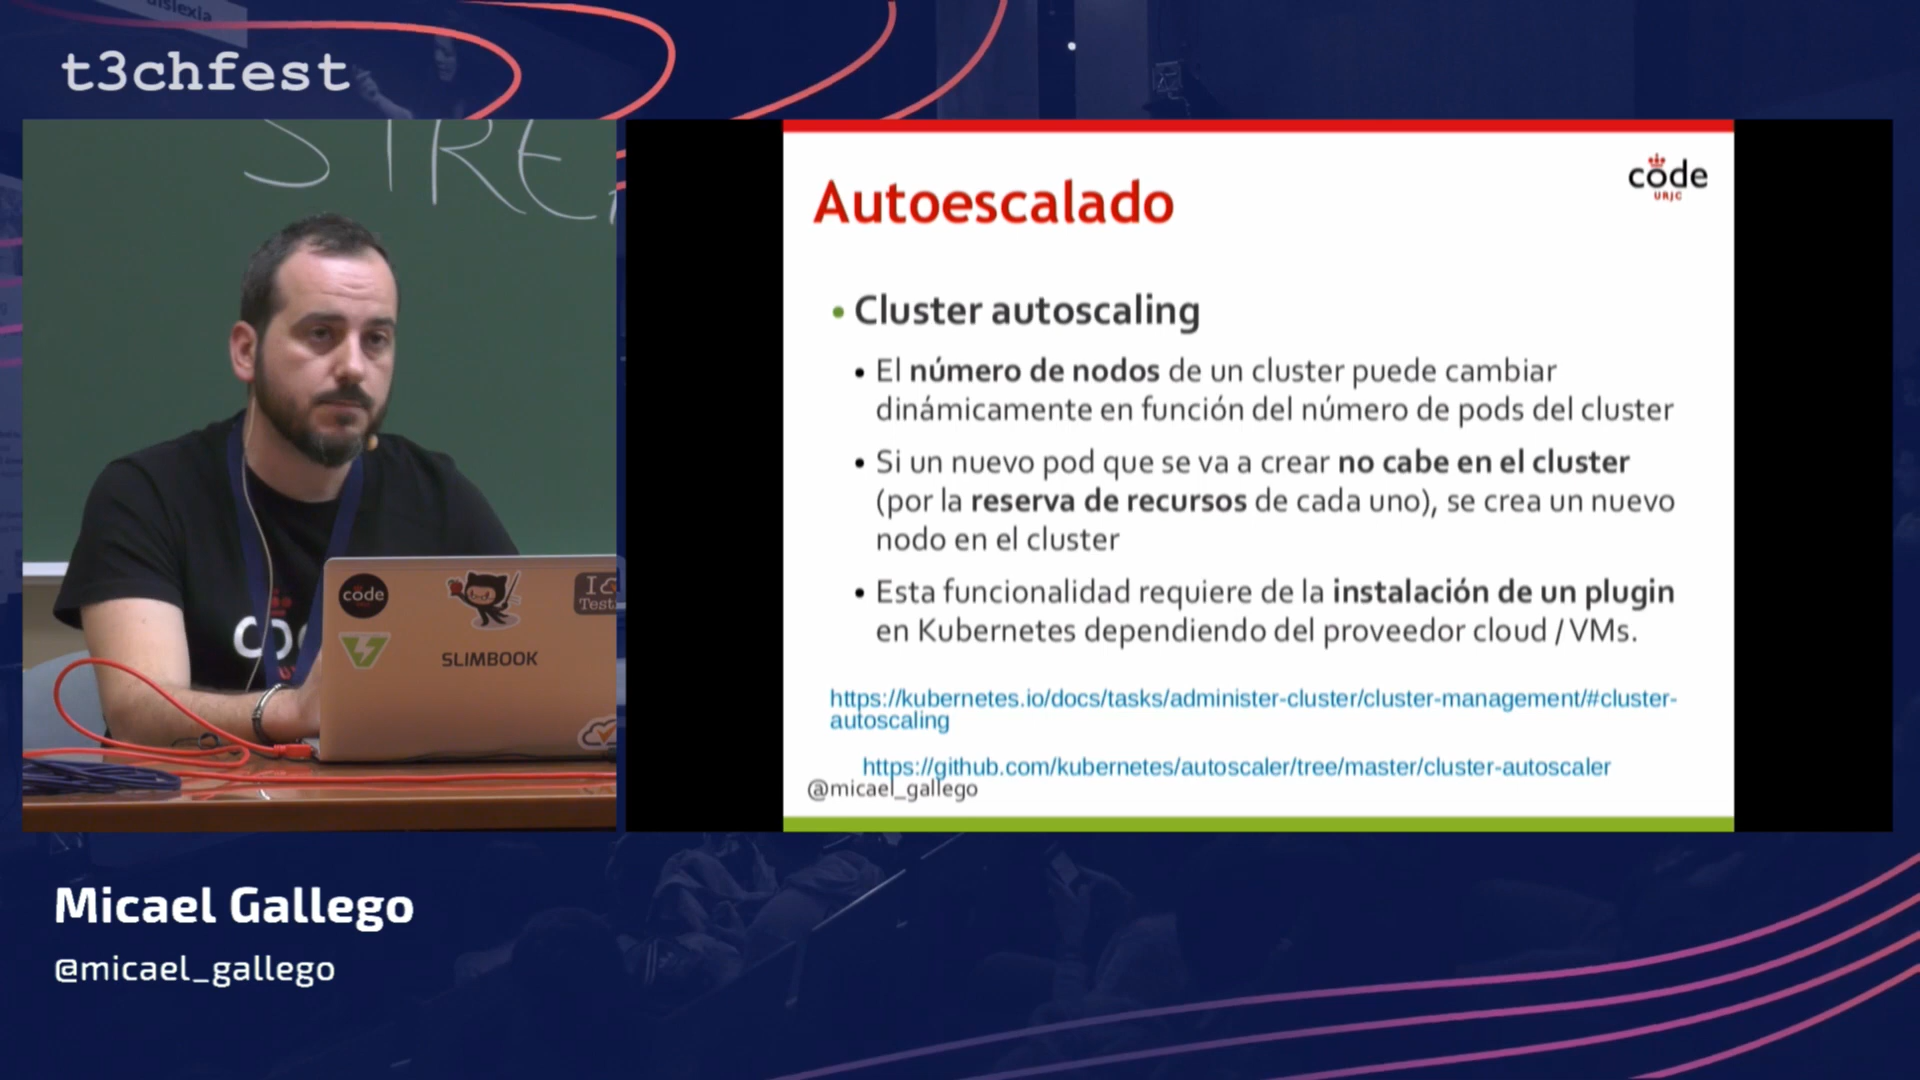 t3chfest
STRE
code
URJC
Autoescalado
• Cluster autoscaling
• El número de nodos de un cluster puede cambiar
dinámicamente en función del número de pods del cluster
• Si un nuevo pod que se va a crear no cabe en el cluster
(por la reserva de recursos de cada uno), se crea un nuevo
nodo en el cluster
• Esta funcionalidad requiere de la instalación de un plugin
en Kubernetes dependiendo del proveedor cloud / VMs.
https://kubernetes.io/docs/tasks/administer-cluster/cluster-management/#cluster-
autoscaling
https://github.com/kubernetes/autoscaler/tree/master/cluster-autoscaler
@micael_gallego
code
I
Test
SLIMBOOK
Micael Gallego
@micael_gallego